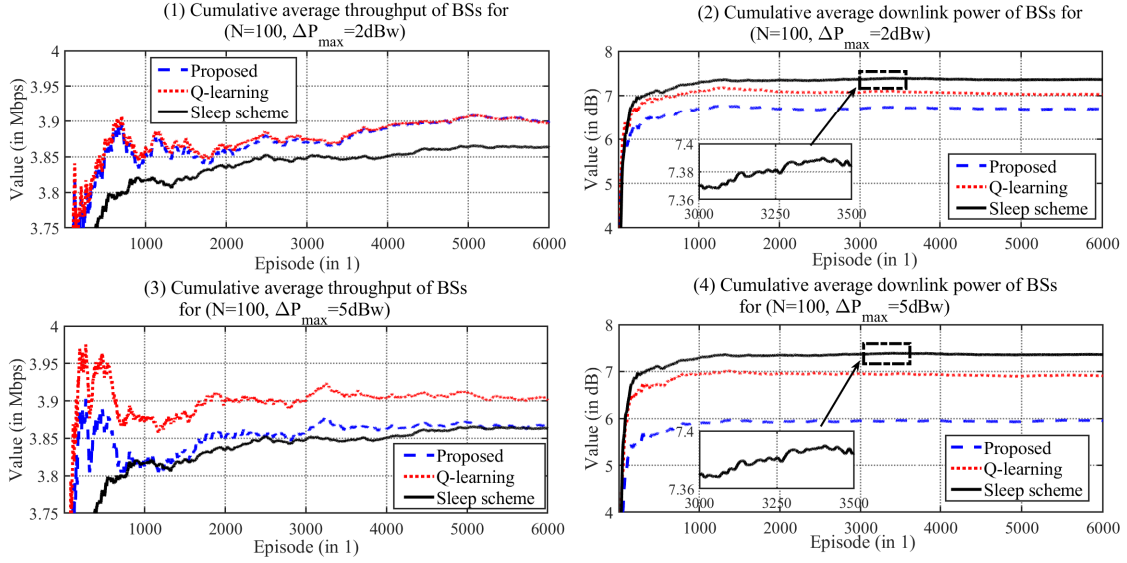 (1) Cumulative average throughput of BSs for
(N=100, ΔPmax=2dBw)
4
3.95
3.9
3.85
3.8
3.75
Value (in Mbps)
Proposed
Q-learning
Sleep scheme
1000 2000 3000 4000 5000 6000
Episode (in 1)
(2) Cumulative average downlink power of BSs for
(N=100, ΔPmax=2dBw)
8
7
6
5
4
Value (in dB)
7.4
7.38
7.36
3000 3250 3500
Proposed
Q-learning
Sleep scheme
1000 2000 3000 4000 5000 6000
Episode (in 1)
(3) Cumulative average throughput of BSs
for (N=100, ΔPmax=5dBw)
4
3.95
3.9
3.85
3.8
3.75
Value (in Mbps)
Proposed
Q-learning
Sleep scheme
1000 2000 3000 4000 5000 6000
Episode (in 1)
(4) Cumulative average downlink power of BSs
for (N=100, ΔPmax=5dBw)
8
7
6
5
4
Value (in dB)
7.4
7.36
3000 3250 3500
Proposed
Q-learning
Sleep scheme
1000 2000 3000 4000 5000 6000
Episode (in 1)